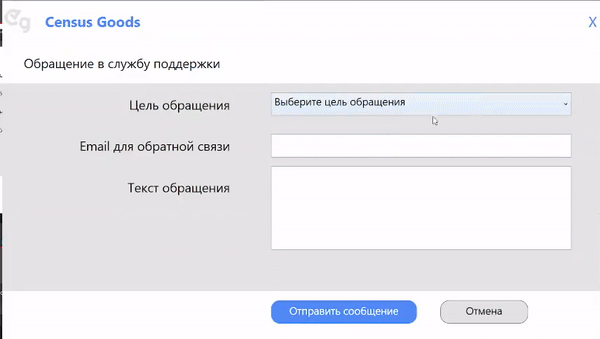 Census Goods
X
Обращение в службу поддержки
Цель обращения
Выберите цель обращения
Email для обратной связи
Текст обращения
Отправить сообщение
Отмена